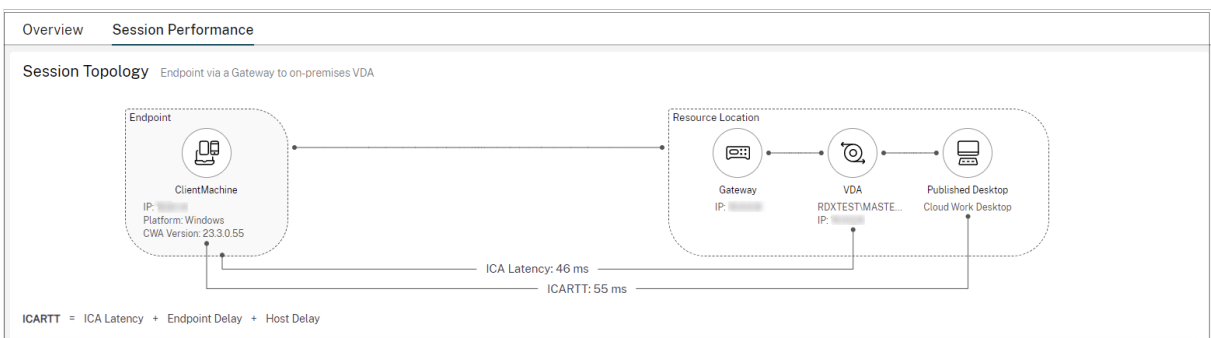 Overview Session Performance
Session Topology Endpoint via a Gateway to on-premises VDA
Endpoint
ClientMachine
IP:
Platform: Windows
CWA Version: 23.3.0.55
Resource Location
Gateway
IP:
VDA
RDXTEST\MASTE...
IP:
Published Desktop
Cloud Work Desktop
ICA Latency: 46 ms
ICARTT: 55 ms
ICARTT = ICA Latency + Endpoint Delay + Host Delay